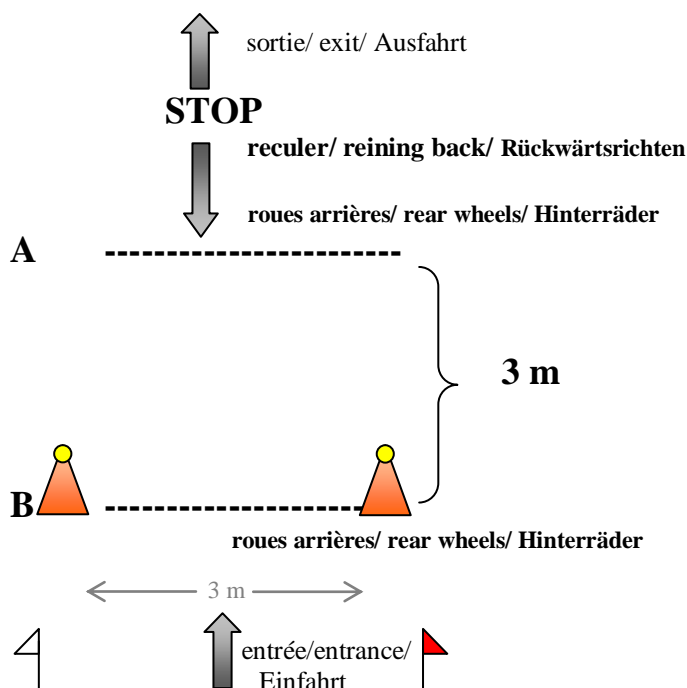 sortie/ exit/ Ausfahrt
STOP
reculer/ reining back/ Rückwärtsrichten
roues arrières/ rear wheels/ Hinterräder
A
3 m
B
roues arrières/ rear wheels/ Hinterräder
3 m
entrée/entrance/
Einfahrt